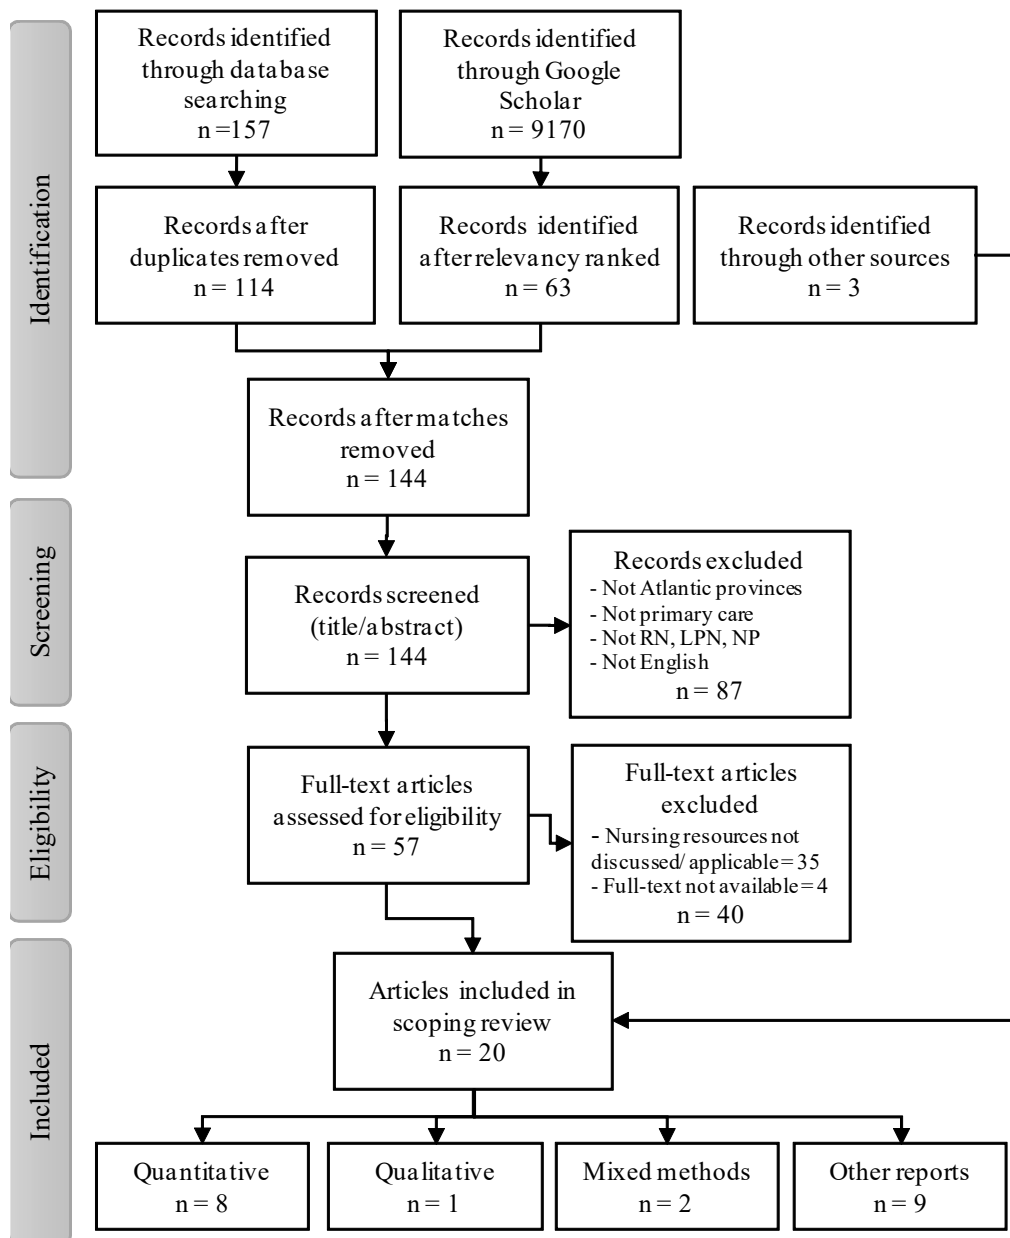 Identification
Records identified
through database
searching
n =157
Records identified
through Google
Scholar
n = 9170
Records after
duplicates removed
n = 114
Records identified
after relevancy ranked
n = 63
Records identified
through other sources
n = 3
Records after matches
removed
n = 144
Screening
Records screened
(title/abstract)
n = 144
Records excluded
- Not Atlantic provinces
- Not primary care
- Not RN, LPN, NP
- Not English
n = 87
Eligibility
Full-text articles
assessed for eligibility
n = 57
Full-text articles
excluded
- Nursing resources not
discussed/ applicable = 35
- Full-text not available = 4
n = 40
Included
Articles included in
scoping review
n = 20
Quantitative
n = 8
Qualitative
n = 1
Mixed methods
n = 2
Other reports
n = 9